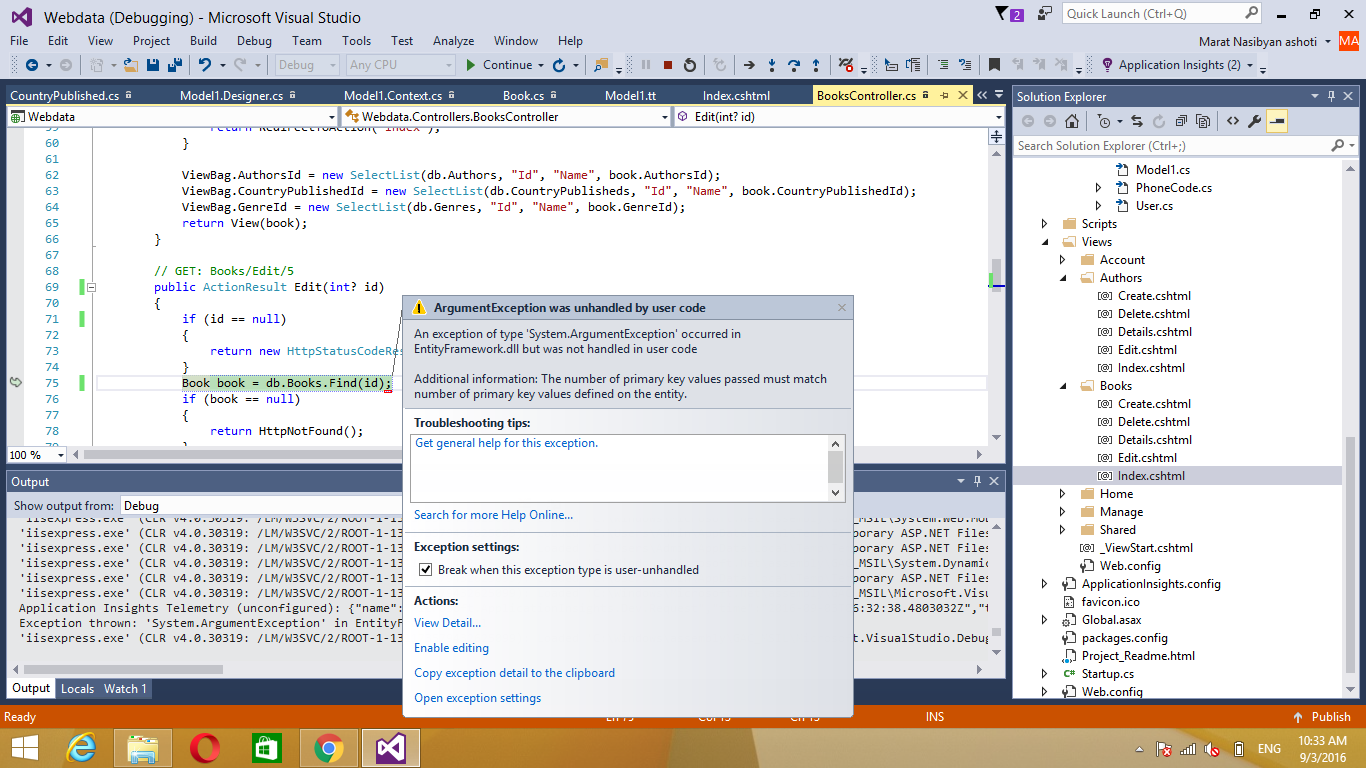 Webdata (Debugging) - Microsoft Visual Studio
2
Quick Launch (Ctrl+Q)
File Edit View Project Build Debug Team Tools Test Analyze Window Help
Marat Nasibyan ashoti
MA
Debug
Any CPU
Continue
Application Insights (2)
CountryPublished.cs
Model1.Designer.cs
Model1.Context.cs
Book.cs
Model1.tt
Index.cshtml
BooksController.cs
Webdata
Webdata.Controllers.BooksController
Edit(int? id)
59 return RedirectToAction("Index");
60 }
61
62 ViewBag.AuthorsId = new SelectList(db.Authors, "Id", "Name", book.AuthorsId);
63 ViewBag.CountryPublishedId = new SelectList(db.CountryPublisheds, "Id", "Name", book.CountryPublishedId);
64 ViewBag.GenreId = new SelectList(db.Genres, "Id", "Name", book.GenreId);
65 return View(book);
66 }
67
68 // GET: Books/Edit/5
69 public ActionResult Edit(int? id)
70 {
71 if (id == null)
72 {
73 return new HttpStatusCodeRes
74 }
75 Book book = db.Books.Find(id);
76 if (book == null)
77 {
78 return HttpNotFound();
100 %
ArgumentException was unhandled by user code
An exception of type 'System.ArgumentException' occurred in
EntityFramework.dll but was not handled in user code
Additional information: The number of primary key values passed must match
number of primary key values defined on the entity.
Troubleshooting tips:
Get general help for this exception.
Search for more Help Online...
Exception settings:
Break when this exception type is user-unhandled
Actions:
View Detail...
Enable editing
Copy exception detail to the clipboard
Open exception settings
Output
Show output from: Debug
'iisexpress.exe' (CLR v4.0.30319: /LM/W3SVC/2/ROOT-1-13 _MSIL\System.Web.Mob
'iisexpress.exe' (CLR v4.0.30319: /LM/W3SVC/2/ROOT-1-13 porary ASP.NET Files
'iisexpress.exe' (CLR v4.0.30319: /LM/W3SVC/2/ROOT-1-13 porary ASP.NET Files
'iisexpress.exe' (CLR v4.0.30319: /LM/W3SVC/2/ROOT-1-13 _MSIL\System.Dynamic
'iisexpress.exe' (CLR v4.0.30319: /LM/W3SVC/2/ROOT-1-13 porary ASP.NET Files
'iisexpress.exe' (CLR v4.0.30319: /LM/W3SVC/2/ROOT-1-13 _MSIL\Microsoft.Visu
Application Insights Telemetry (unconfigured): {"name": 6:32:38.4803032Z","t
Exception thrown: 'System.ArgumentException' in EntityF
'iisexpress.exe' (CLR v4.0.30319: /LM/W3SVC/2/ROOT-1-13 t.VisualStudio.Debug
Output Locals Watch 1
Solution Explorer
Search Solution Explorer (Ctrl+;)
Model1.cs
PhoneCode.cs
User.cs
Scripts
Views
Account
Authors
Create.cshtml
Delete.cshtml
Details.cshtml
Edit.cshtml
Index.cshtml
Books
Create.cshtml
Delete.cshtml
Details.cshtml
Edit.cshtml
Index.cshtml
Home
Manage
Shared
_ViewStart.cshtml
Web.config
ApplicationInsights.config
favicon.ico
Global.asax
packages.config
Project_Readme.html
Startup.cs
Web.config
Ready
INS
Publish
ENG
10:33 AM
9/3/2016